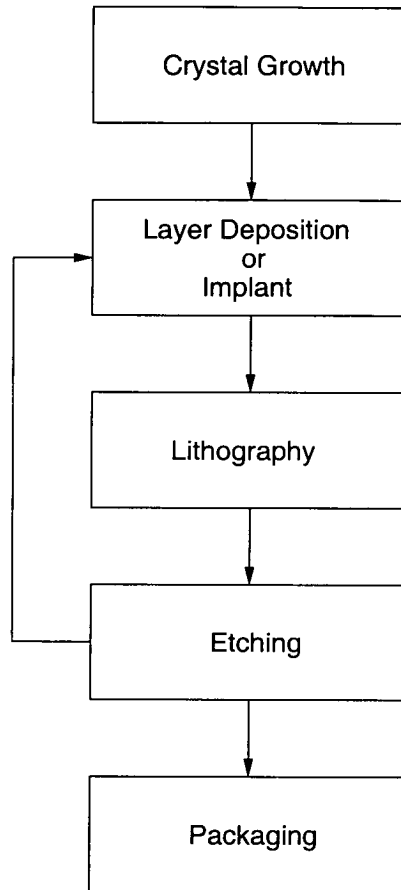 Crystal Growth
Layer Deposition
or
Implant
Lithography
Etching
Packaging